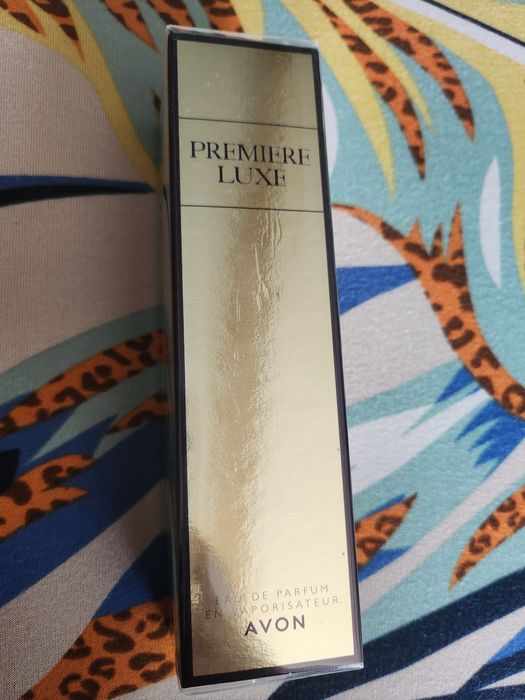 PREMIERE
LUXE
EAU DE PARFUM
EN VAPORISATEUR
AVON